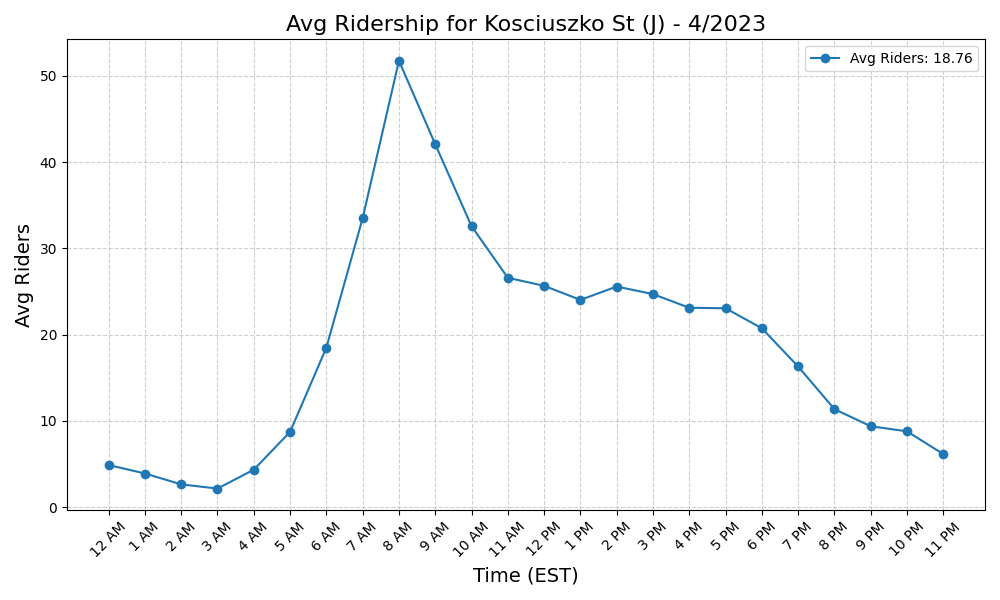 Avg Ridership for Kosciuszko St (J) - 4/2023
Avg Riders: 18.76
Avg Riders
50
40
30
20
10
0
12 AM
1 AM
2 AM
3 AM
4 AM
5 AM
6 AM
7 AM
8 AM
9 AM
10 AM
11 AM
12 PM
1 PM
2 PM
3 PM
4 PM
5 PM
6 PM
7 PM
8 PM
9 PM
10 PM
11 PM
Time (EST)